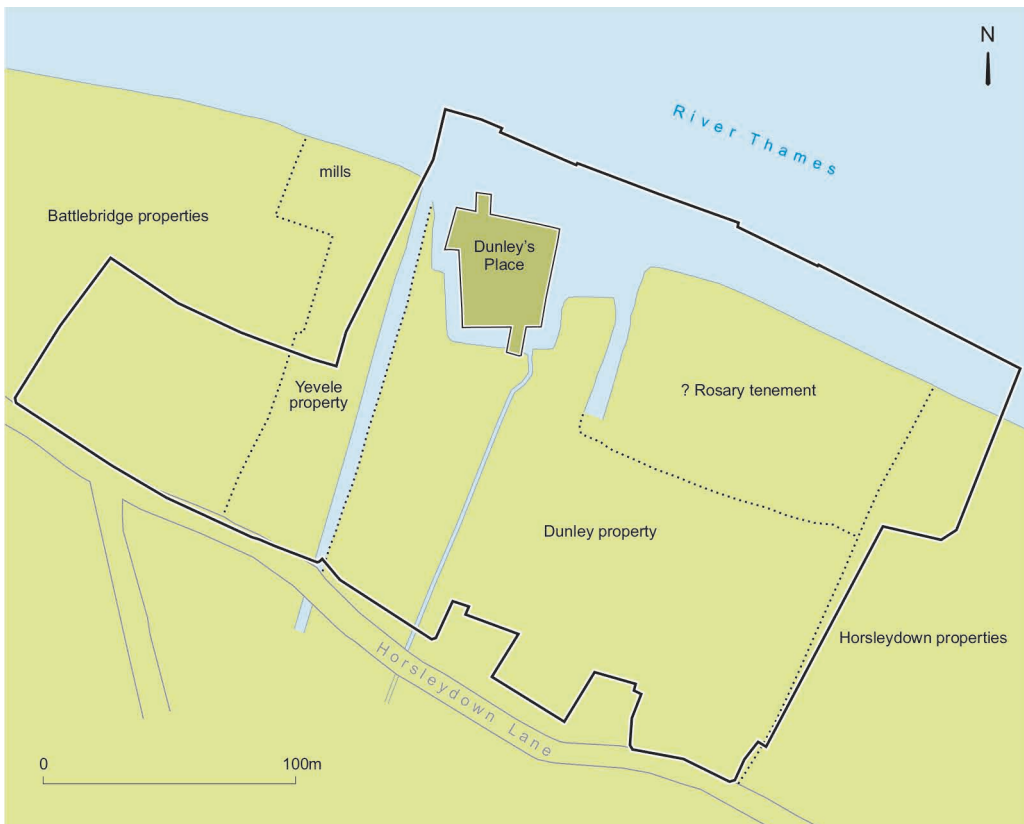 N
River Thames
mills
Battlebridge properties
Dunley's
Place
Yevele
property
? Rosary tenement
Dunley property
Horsleydown properties
Horsleydown Lane
0 100m